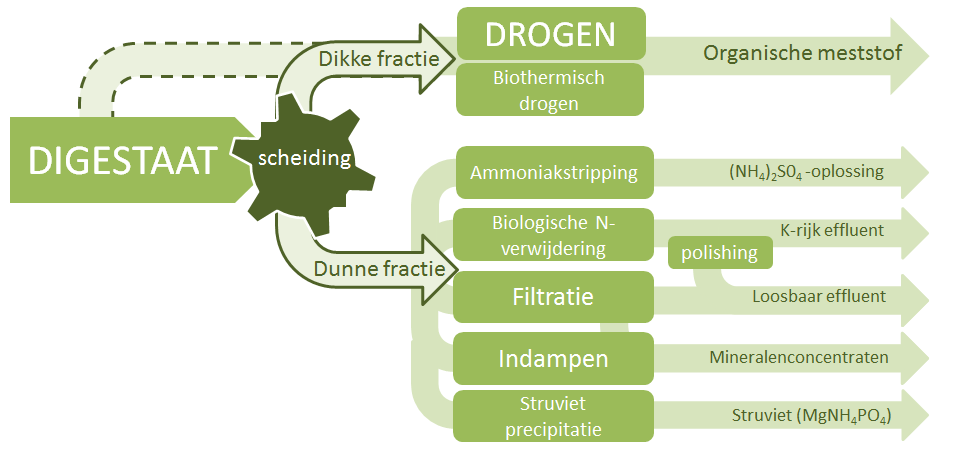 DIGESTAAT
scheiding
Dikke fractie
DROGEN
Biothermisch
drogen
Organische meststof
Dunne fractie
Ammoniakstripping
(NH₄)₂SO₄ -oplossing
Biologische N-
verwijdering
K-rijk effluent
polishing
Filtratie
Loosbaar effluent
Indampen
Mineralenconcentraten
Struviet
precipitatie
Struviet (MgNH₄PO₄)